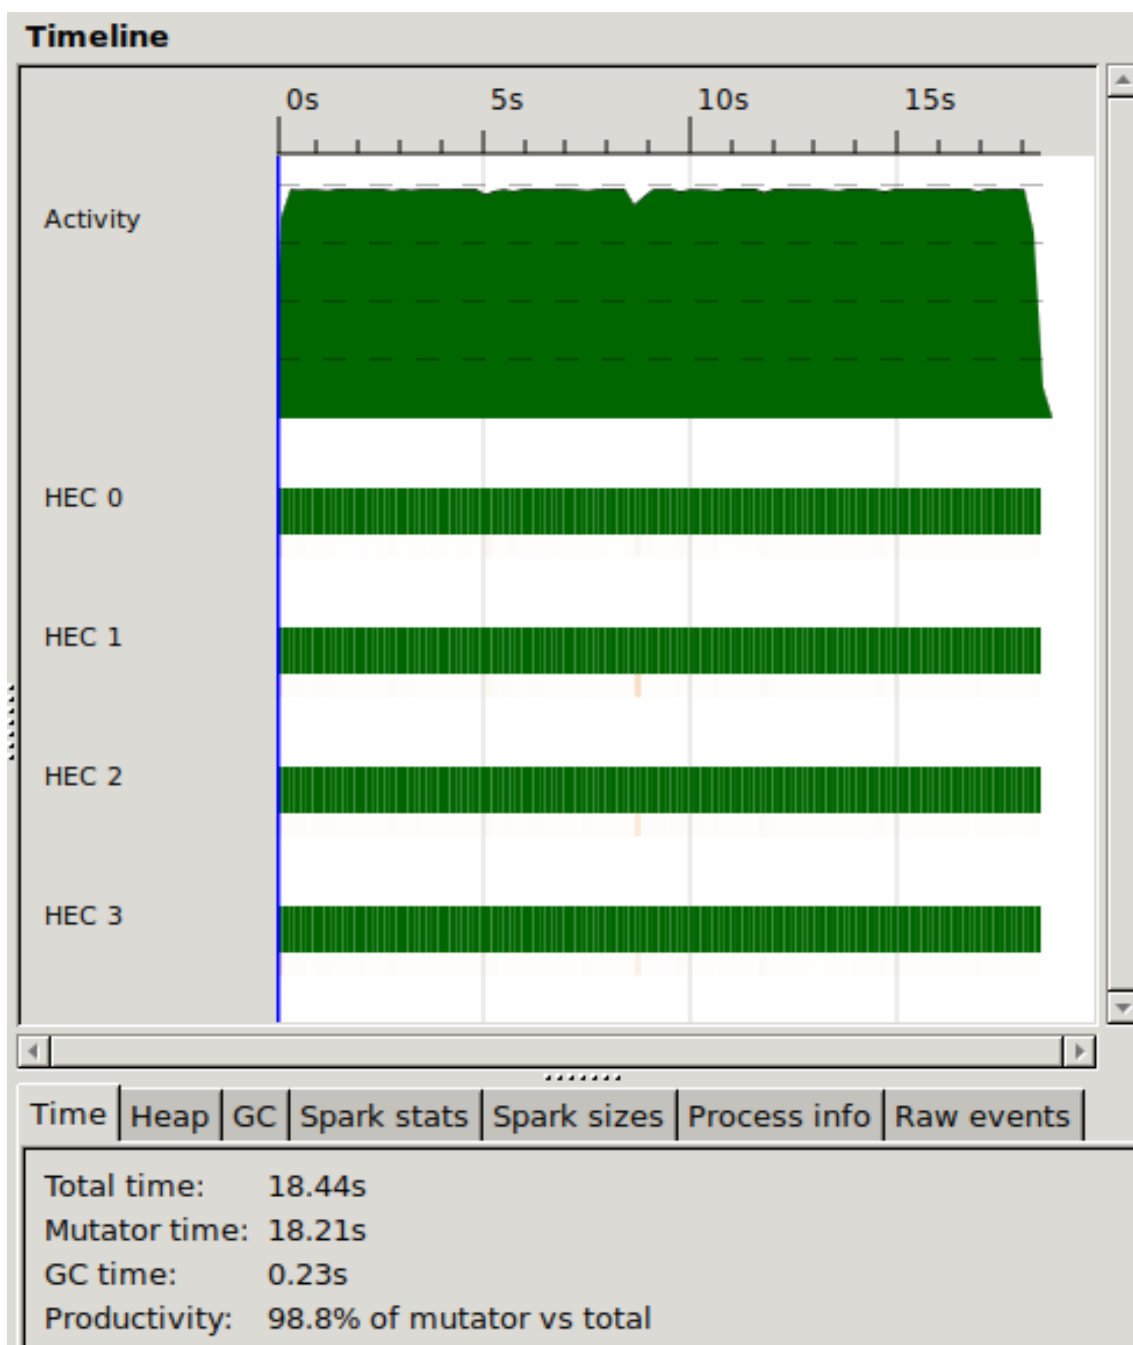 Timeline
0s 5s 10s 15s
Activity
HEC 0
HEC 1
HEC 2
HEC 3
Time Heap GC Spark stats Spark sizes Process info Raw events
Total time: 18.44s
Mutator time: 18.21s
GC time: 0.23s
Productivity: 98.8% of mutator vs total